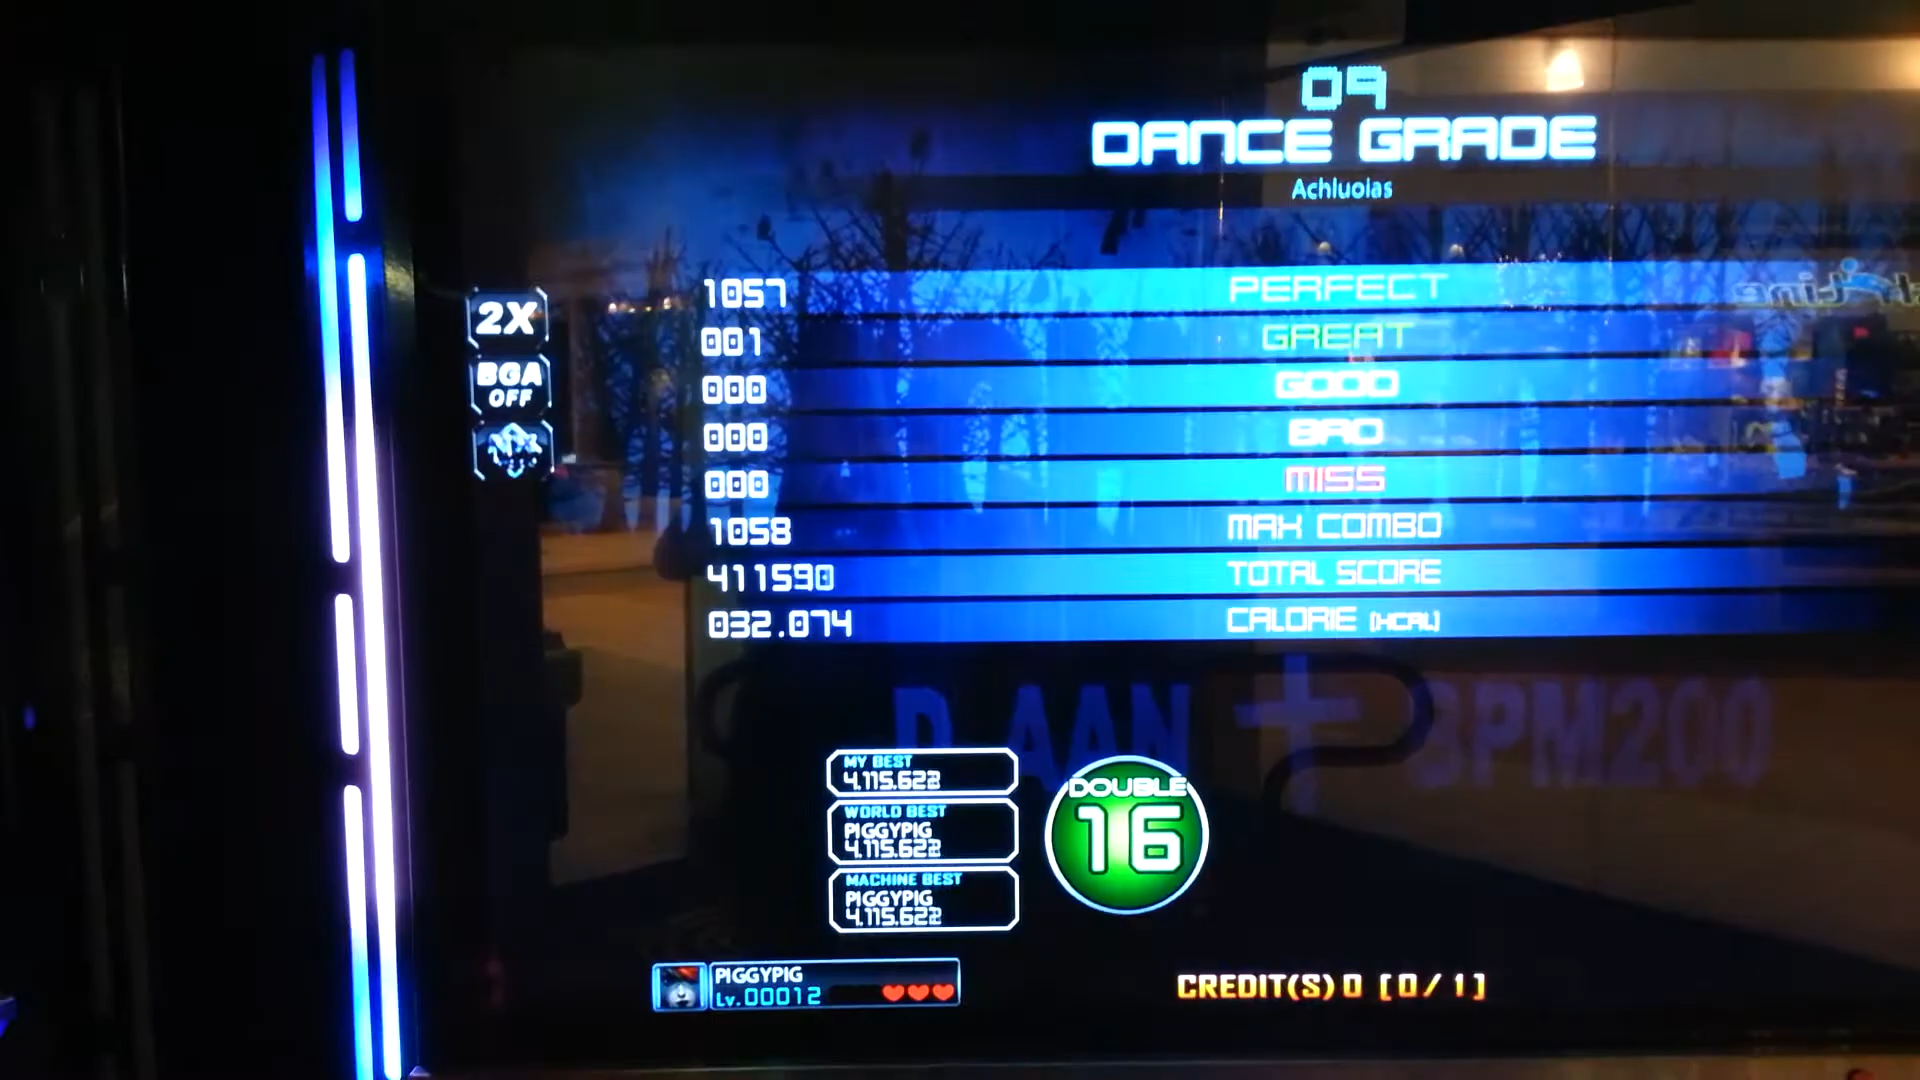 09
DANCE GRADE
Achluoias
2X
BGA
OFF
1057 PERFECT
001 GREAT
000 GOOD
000 BAD
000 MISS
1058 MAX COMBO
411590 TOTAL SCORE
032.074 CALORIE (KCAL)
BPM200
MY BEST
4.115.622
WORLD BEST
PIGGYPIG
4.115.622
MACHINE BEST
PIGGYPIG
4.115.622
DOUBLE
16
PIGGYPIG
Lv.00012
CREDIT(S) 0 [0/1]